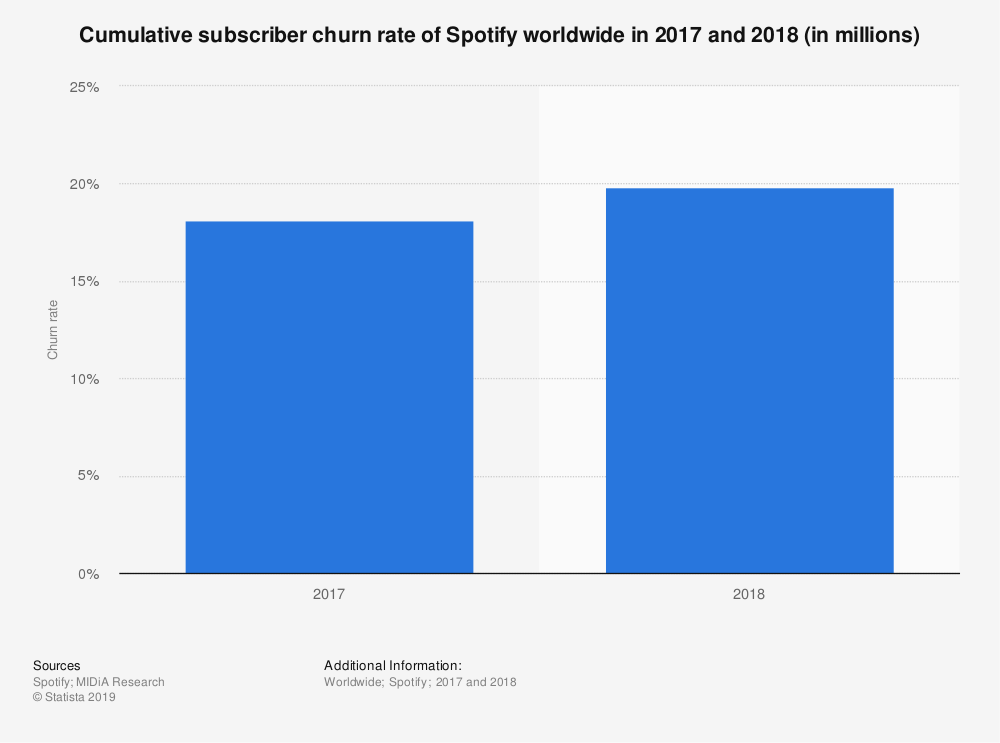 Cumulative subscriber churn rate of Spotify worldwide in 2017 and 2018 (in millions)
25%
20%
15%
10%
5%
0%
Churn rate
2017
2018
Sources
Spotify; MIDiA Research
© Statista 2019
Additional Information:
Worldwide; Spotify; 2017 and 2018